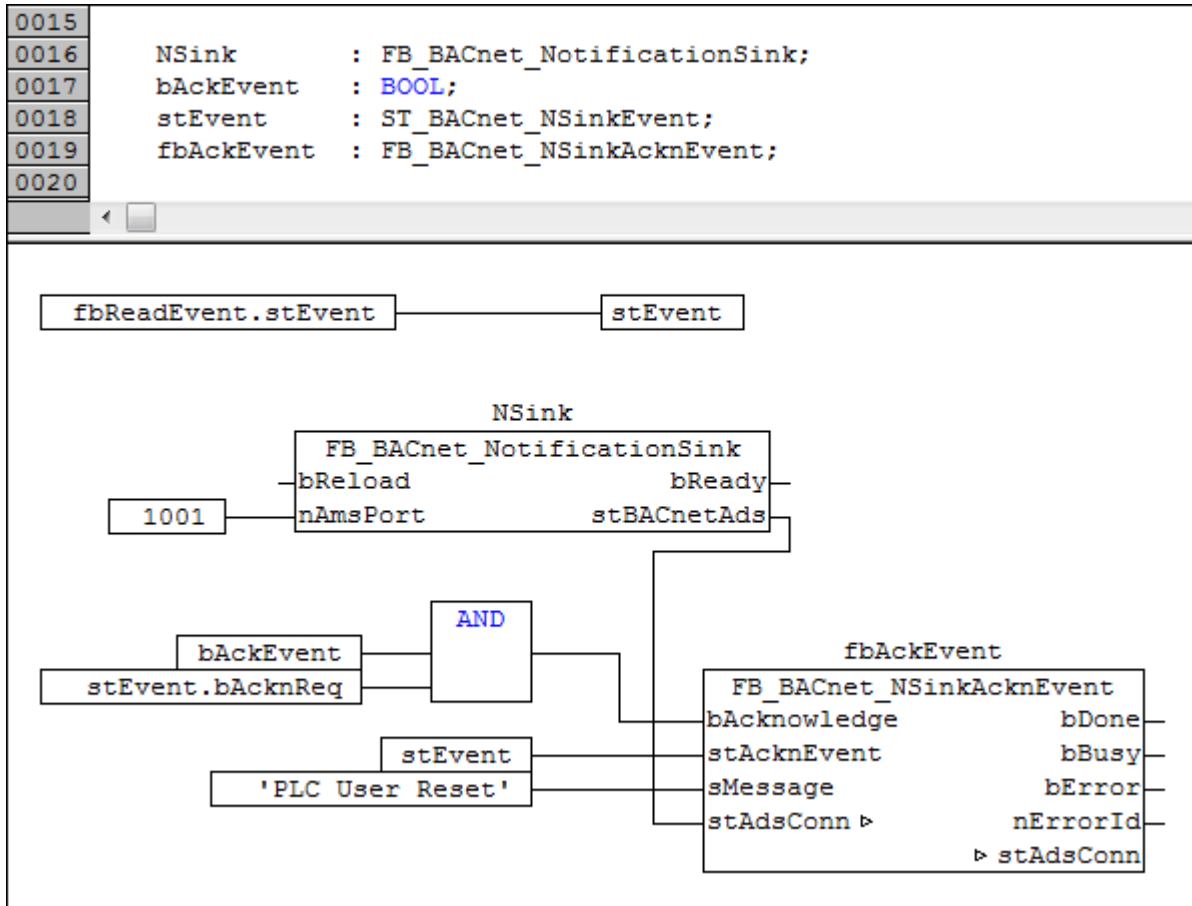 0015
0016 NSink : FB_BACnet_NotificationSink;
0017 bAckEvent : BOOL;
0018 stEvent : ST_BACnet_NSinkEvent;
0019 fbAckEvent : FB_BACnet_NSinkAcknEvent;
0020
fbReadEvent.stEvent stEvent
NSink
FB_BACnet_NotificationSink
bReload bReady
1001 nAmsPort stBACnetAds
AND
bAckEvent
stEvent.bAcknReq
fbAckEvent
FB_BACnet_NSinkAcknEvent
bAcknowledge bDone
stEvent stAcknEvent bBusy
'PLC User Reset' sMessage bError
stAdsConn nErrorId
stAdsConn